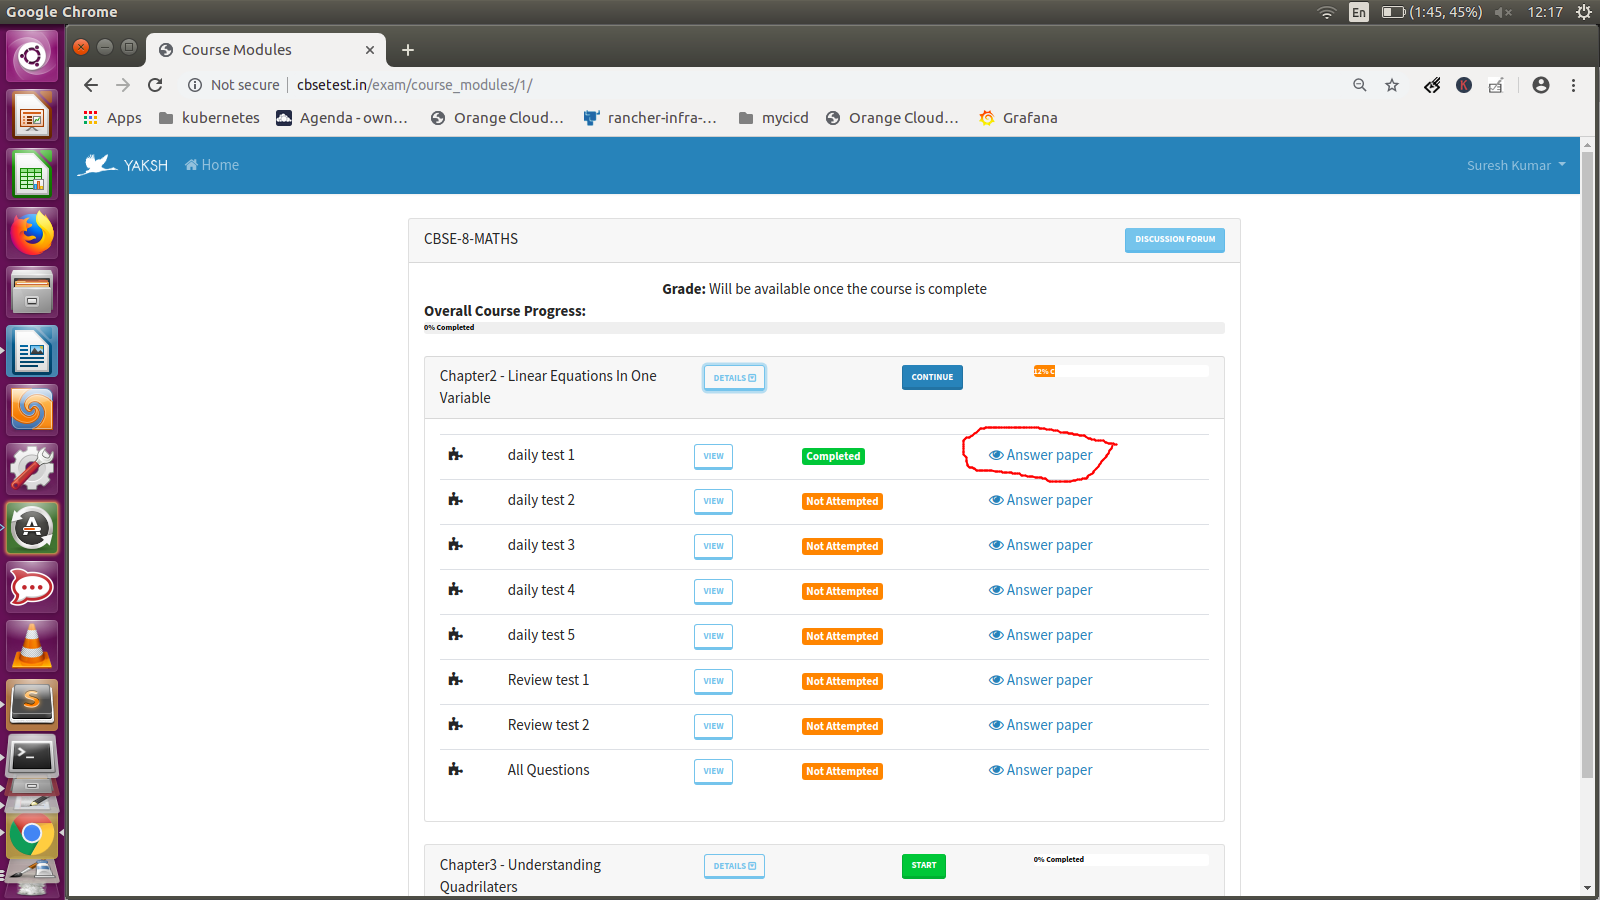 Google Chrome
En (1:45, 45%) 12:17
Course Modules
Not secure cbsetest.in/exam/course_modules/1/
K
Apps kubernetes Agenda - own... Orange Cloud... rancher-infra-... mycicd Orange Cloud... Grafana
YAKSH Home Suresh Kumar
CBSE-8-MATHS DISCUSSION FORUM
Grade: Will be available once the course is complete
Overall Course Progress:
0% Completed
Chapter2 - Linear Equations In One
Variable
DETAILS CONTINUE 12% C
daily test 1 VIEW Completed Answer paper
daily test 2 VIEW Not Attempted Answer paper
daily test 3 VIEW Not Attempted Answer paper
daily test 4 VIEW Not Attempted Answer paper
daily test 5 VIEW Not Attempted Answer paper
Review test 1 VIEW Not Attempted Answer paper
Review test 2 VIEW Not Attempted Answer paper
All Questions VIEW Not Attempted Answer paper
Chapter3 - Understanding
Quadrilaters
DETAILS START 0% Completed